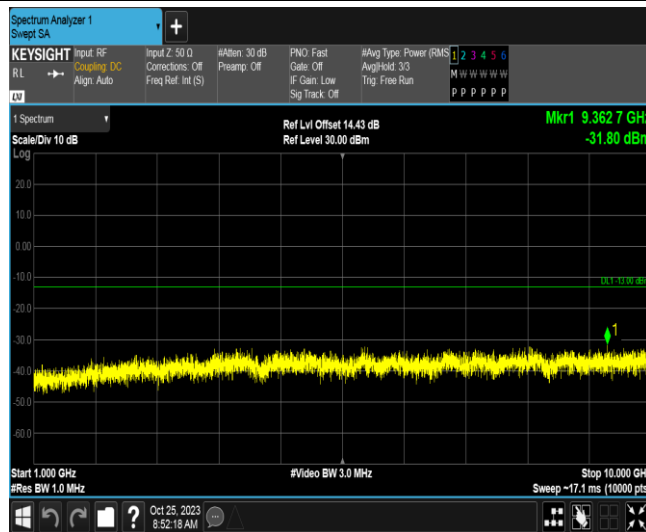 Spectrum Analyzer 1
Swept SA
KEYSIGHT
RL
LXI
Input: RF
Coupling: DC
Align: Auto
Input Z: 50 Ω
Corrections: Off
Freq Ref: Int (S)
#Atten: 30 dB
Preamp: Off
PNO: Fast
Gate: Off
IF Gain: Low
Sig Track: Off
#Avg Type: Power (RMS
Avg|Hold: 3/3
Trig: Free Run
1 2 3 4 5 6
M W W W W W
P P P P P P
1 Spectrum
Scale/Div 10 dB
Log
Ref Lvl Offset 14.43 dB
Ref Level 30.00 dBm
Mkr1 9.362 7 GHz
-31.80 dBm
20.0
10.0
0.00
-10.0
DL1 -13.00 dBm
-20.0
-30.0
1
-40.0
-50.0
-60.0
Start 1.000 GHz
#Res BW 1.0 MHz
#Video BW 3.0 MHz
Stop 10.000 GH
Sweep ~17.1 ms (10000 pts
?
Oct 25, 2023
8:52:18 AM